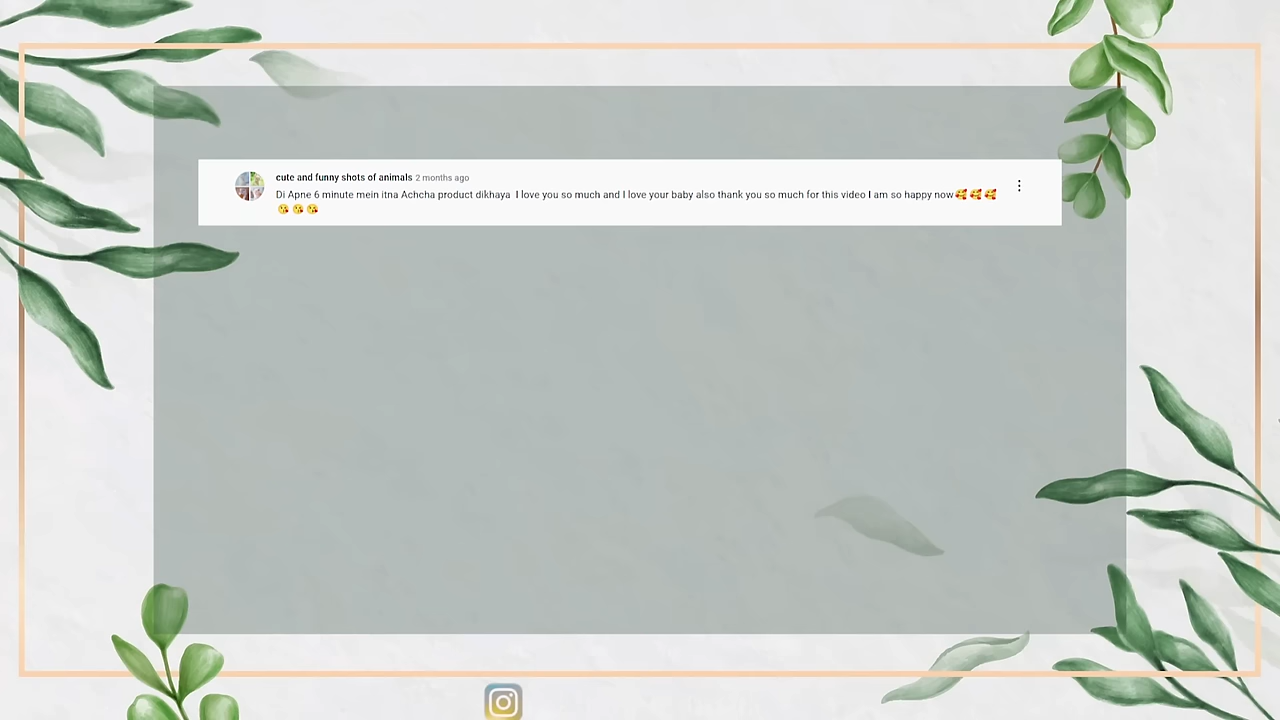 cute and funny shots of animals 2 months ago
Di Apne 6 minute mein itna Achcha product dikhaya I love you so much and I love your baby also thank you so much for this video I am so happy now🥰🥰🥰
😘😘😘